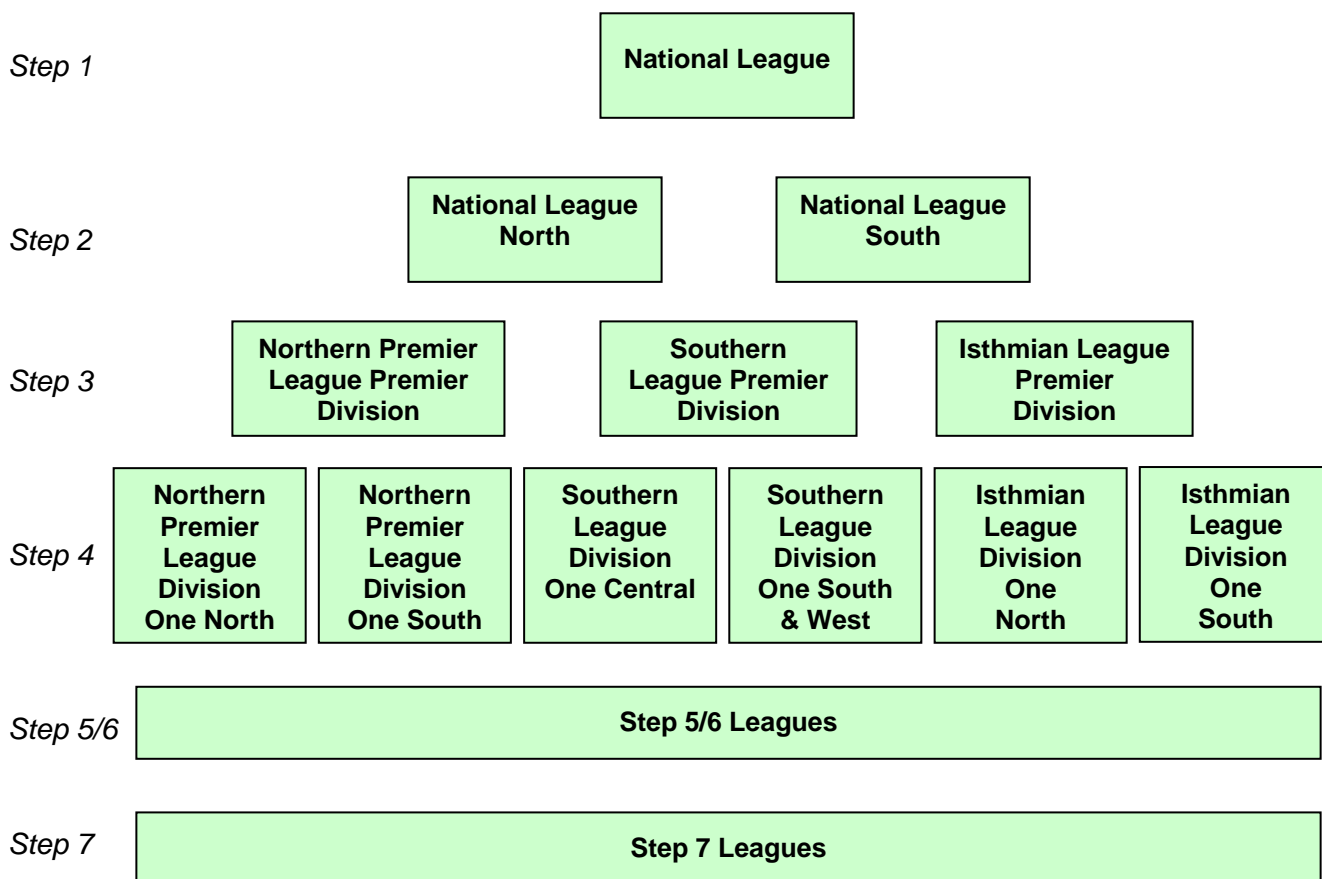 Step 1
National League
Step 2
National League
North
National League
South
Step 3
Northern Premier
League Premier
Division
Southern
League Premier
Division
Isthmian League
Premier
Division
Step 4
Northern
Premier
League
Division
One North
Northern
Premier
League
Division
One South
Southern
League
Division
One Central
Southern
League
Division
One South
& West
Isthmian
League
Division
One
North
Isthmian
League
Division
One
South
Step 5/6
Step 5/6 Leagues
Step 7
Step 7 Leagues